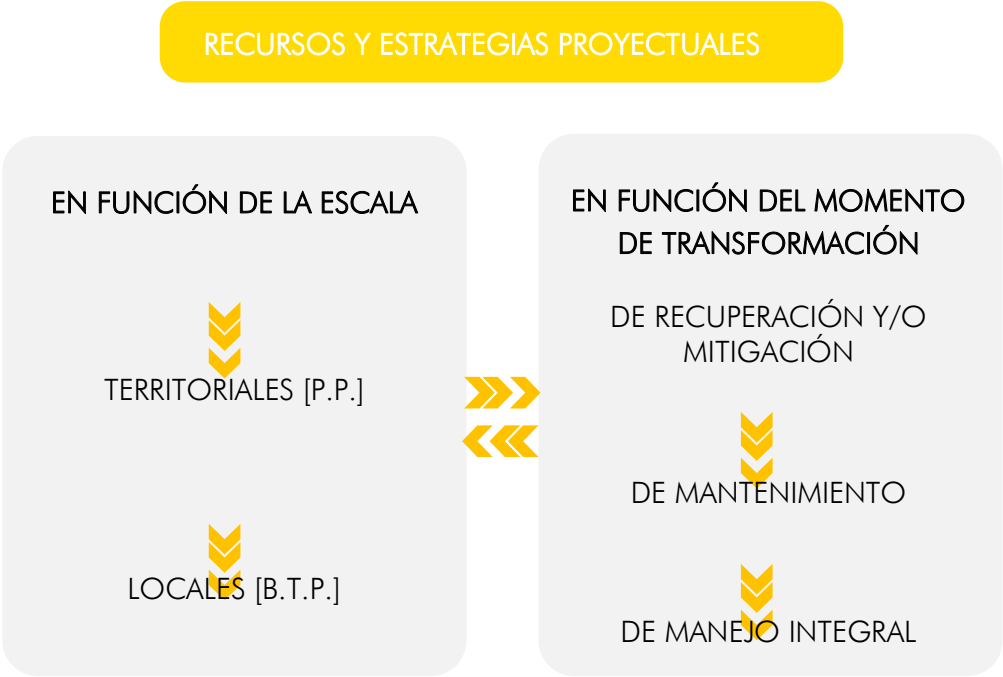 RECURSOS Y ESTRATEGIAS PROYECTUALES
EN FUNCIÓN DE LA ESCALA
TERRITORIALES [P.P.]
LOCALES [B.T.P.]
EN FUNCIÓN DEL MOMENTO
DE TRANSFORMACIÓN
DE RECUPERACIÓN Y/O
MITIGACIÓN
DE MANTENIMIENTO
DE MANEJO INTEGRAL